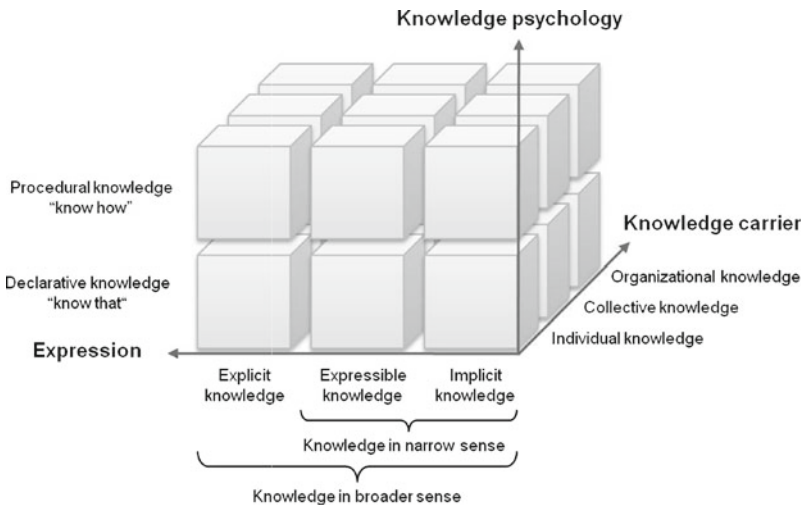 Knowledge psychology
Procedural knowledge
“know how”
Knowledge carrier
Declarative knowledge
“know that“
Organizational knowledge
Collective knowledge
Individual knowledge
Expression
Explicit
knowledge
Expressible
knowledge
Implicit
knowledge
Knowledge in narrow sense
Knowledge in broader sense